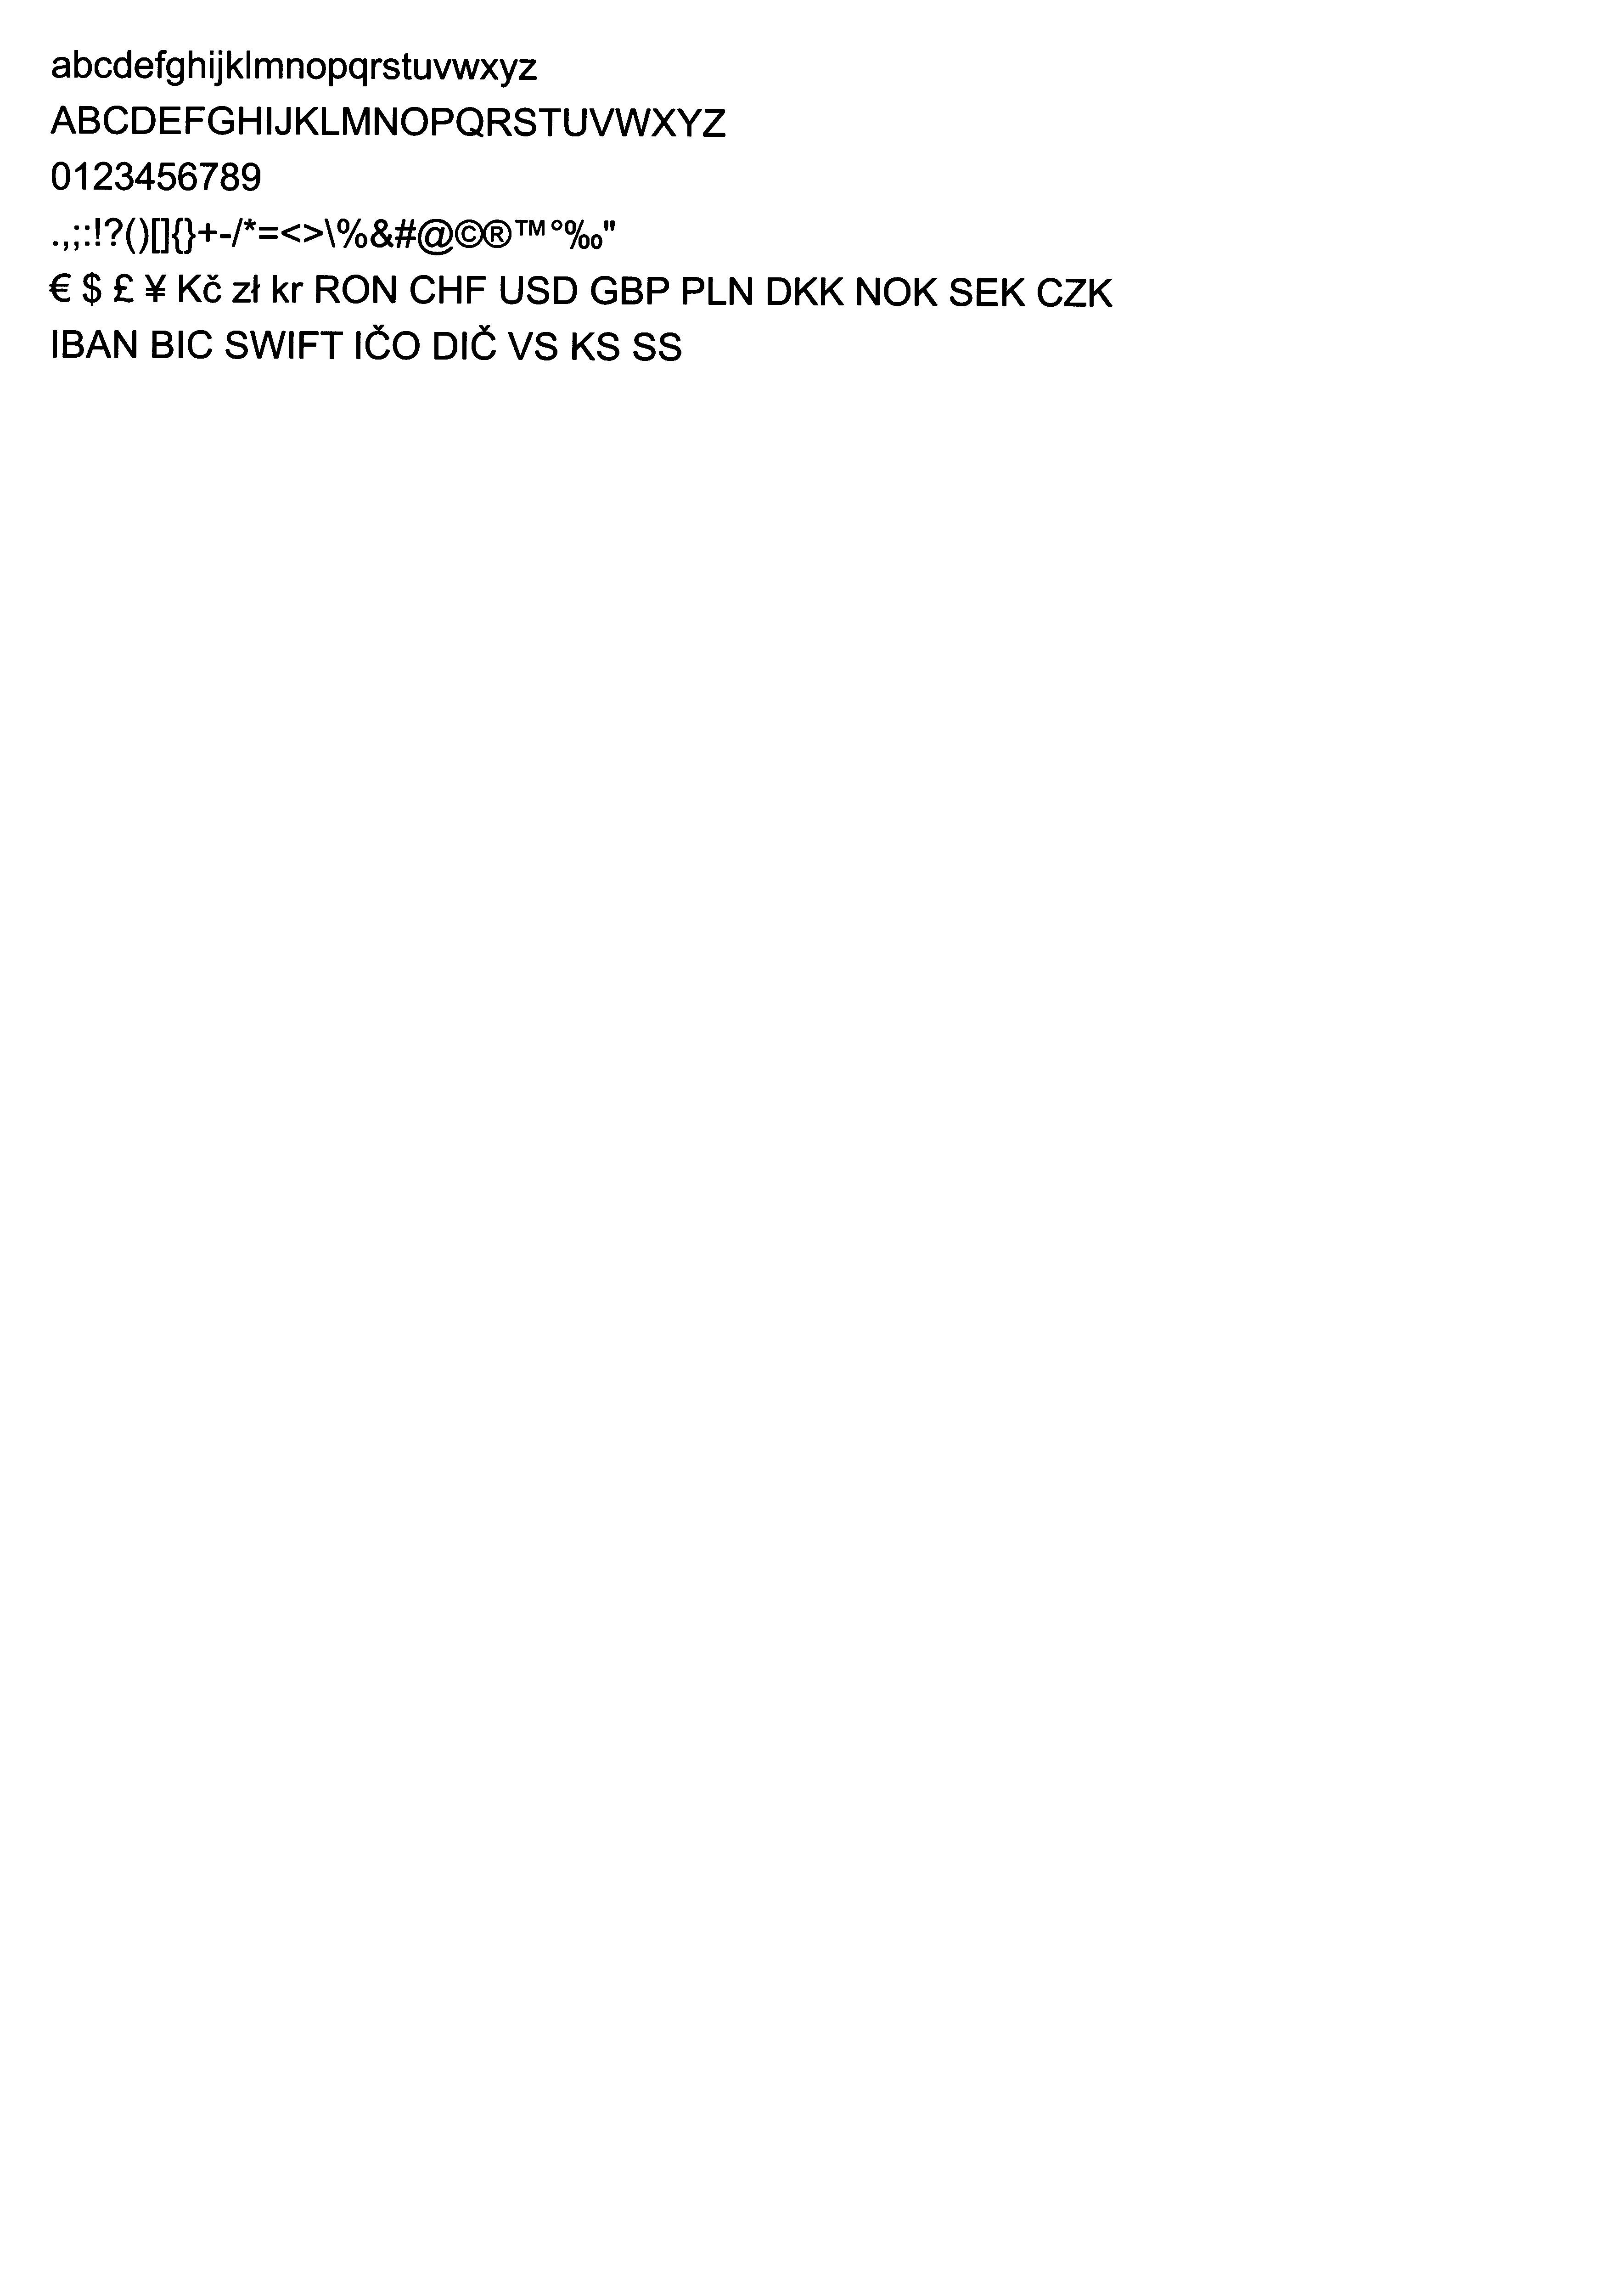 abcdefghijklmnopqrstuvwxyz
ABCDEFGHIJKLMNOPQRSTUVWXYZ
0123456789
.,;:!?()[]{}+-/*=<>\%&#@©®™°‰"
€ $ £ ¥ Kč zł kr RON CHF USD GBP PLN DKK NOK SEK CZK
IBAN BIC SWIFT IČO DIČ VS KS SS